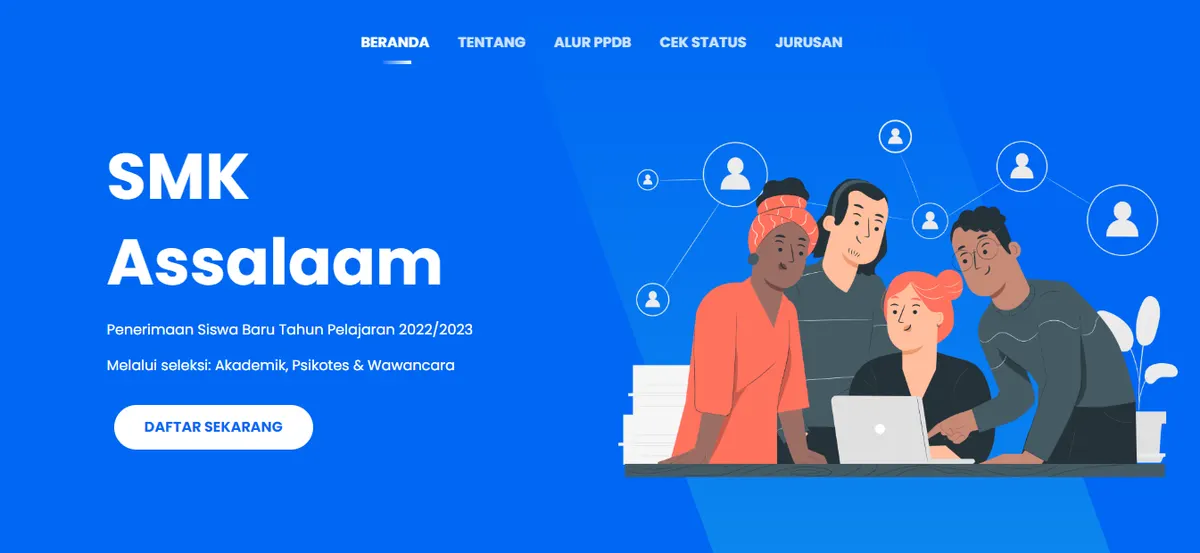 BERANDA TENTANG ALUR PPDB CEK STATUS JURUSAN
SMK
Assalaam
Penerimaan Siswa Baru Tahun Pelajaran 2022/2023
Melalui seleksi: Akademik, Psikotes & Wawancara
DAFTAR SEKARANG